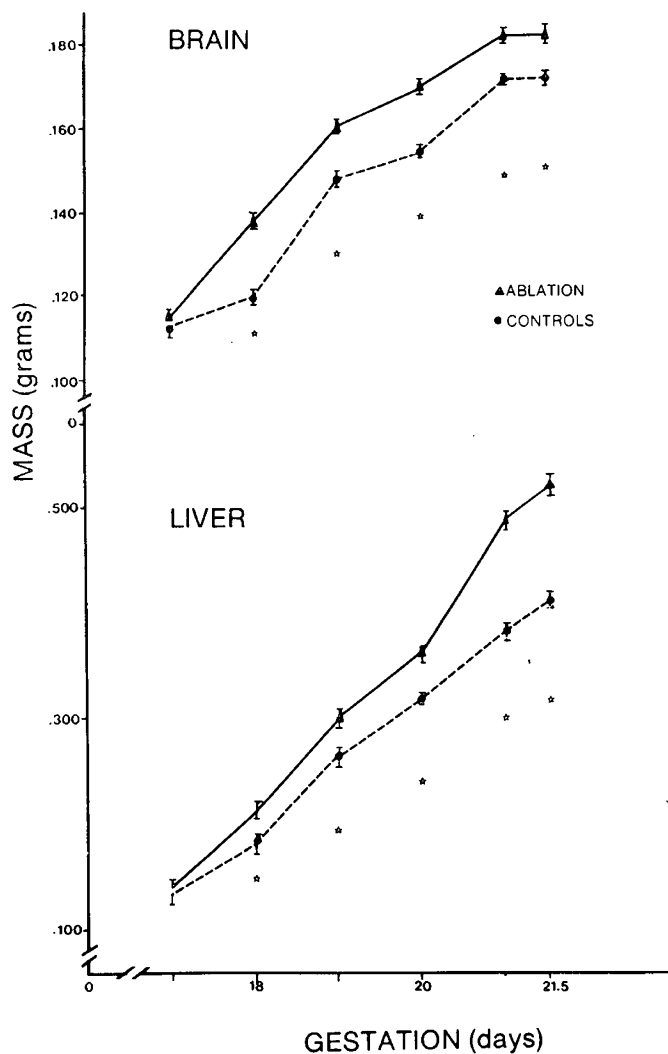 BRAIN
.180
.160
.140
.120
.100
0
▲ABLATION
●CONTROLS
MASS (grams)
LIVER
.500
.300
.100
0
18
20
21.5
GESTATION (days)